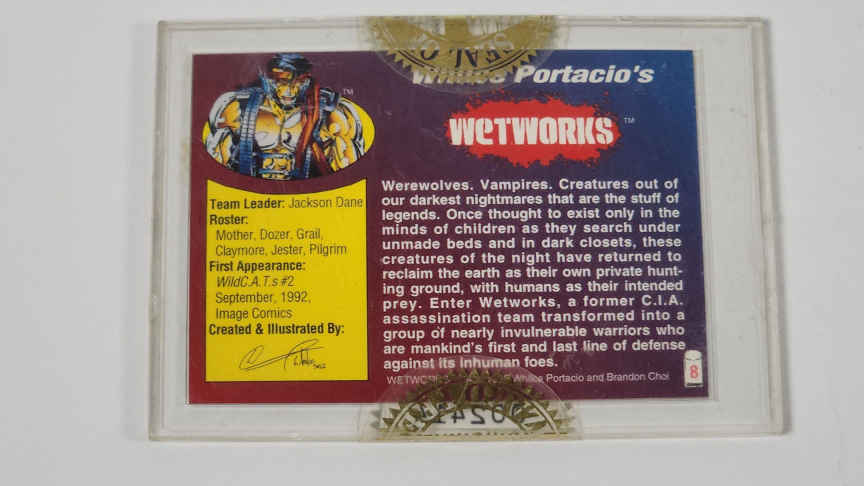 SEAL O
Whilce Portacio's
WETWORKS ™
™
Team Leader: Jackson Dane
Roster:
Mother, Dozer, Grail,
Claymore, Jester, Pilgrim
First Appearance:
WildC.A.T.s #2
September, 1992,
Image Comics
Created & Illustrated By:
Werewolves. Vampires. Creatures out of
our darkest nightmares that are the stuff of
legends. Once thought to exist only in the
minds of children as they search under
unmade beds and in dark closets, these
creatures of the night have returned to
reclaim the earth as their own private hunt-
ing ground, with humans as their intended
prey. Enter Wetworks, a former C.I.A.
assassination team transformed into a
group of nearly invulnerable warriors who
are mankind's first and last line of defense
against its inhuman foes.
Whilce Portacio and Brandon Choi
8